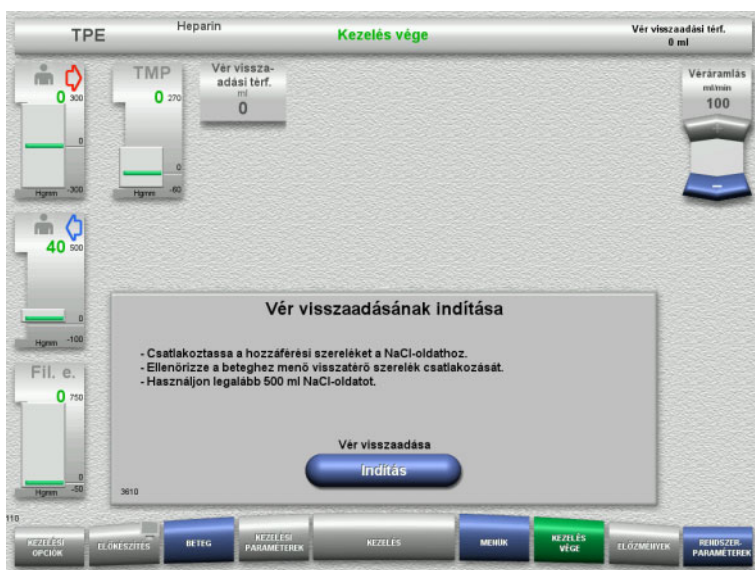 TPE
Heparin
Kezelés vége
Vér visszaadási térf.
0 ml
0 300
0
Hgmm -300
TMP
0 270
0
Hgmm -60
Vér vissza-
adási térf.
ml
0
Véráramlás
ml/min
100
+
-
40 500
0
Hgmm -100
Fil. e.
0 750
0
Hgmm -50
Vér visszaadásának indítása
- Csatlakoztassa a hozzáférési szereléket a NaCl-oldathoz.
- Ellenőrizze a beteghez menő visszatérő szerelék csatlakozását.
- Használjon legalább 500 ml NaCl-oldatot.
Vér visszaadása
Indítás
3610
110
KEZELÉSI
OPCIÓK
ELŐKÉSZÍTÉS
BETEG
KEZELÉSI
PARAMÉTEREK
KEZELÉS
MENÜK
KEZELÉS
VÉGE
ELŐZMÉNYEK
RENDSZER-
PARAMÉTEREK